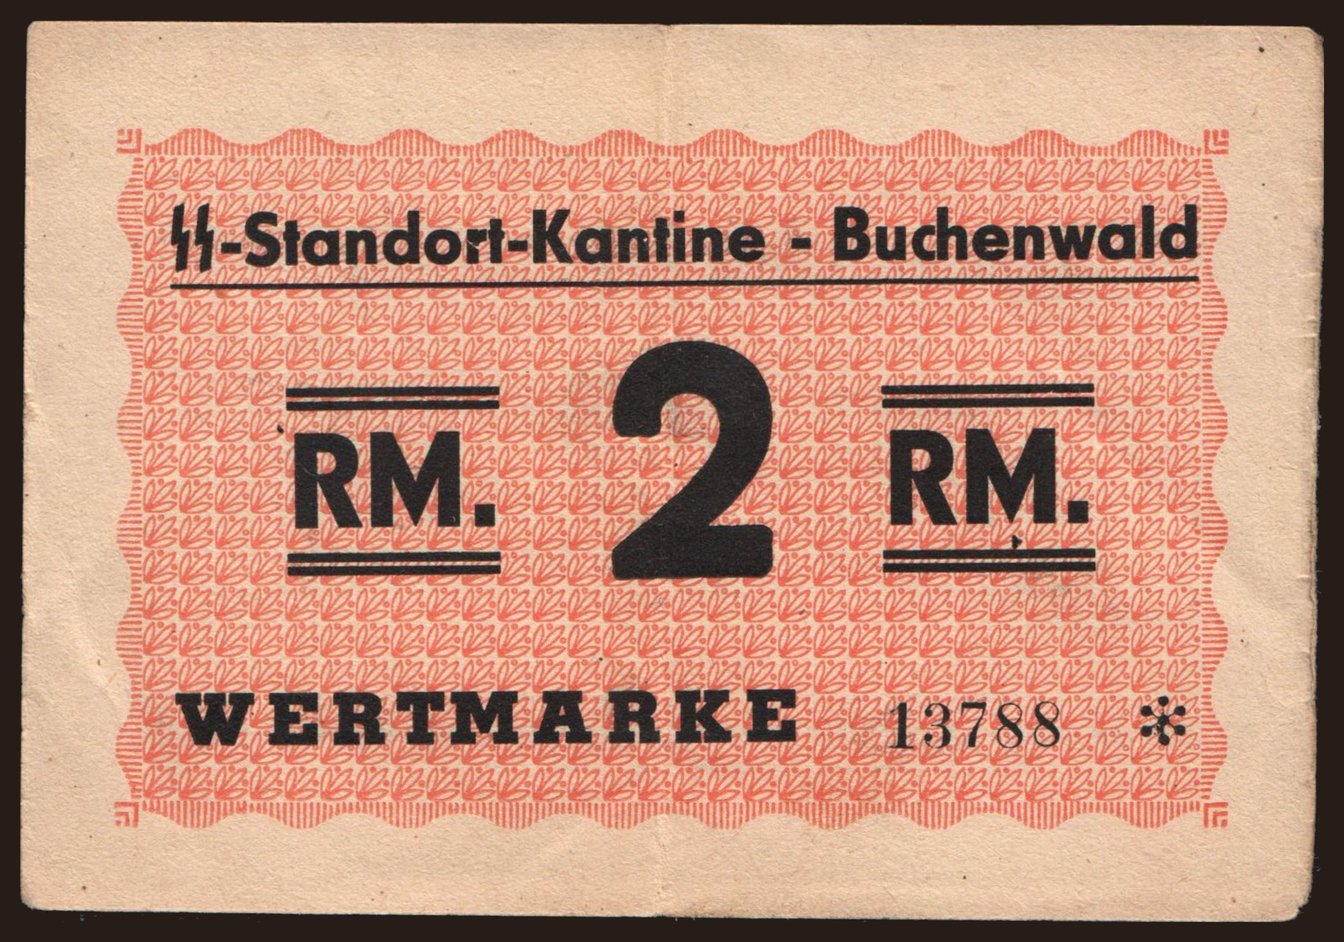 SS-Standort-Kantine - Buchenwald
RM. 2 RM.
WERTMARKE 13788 *